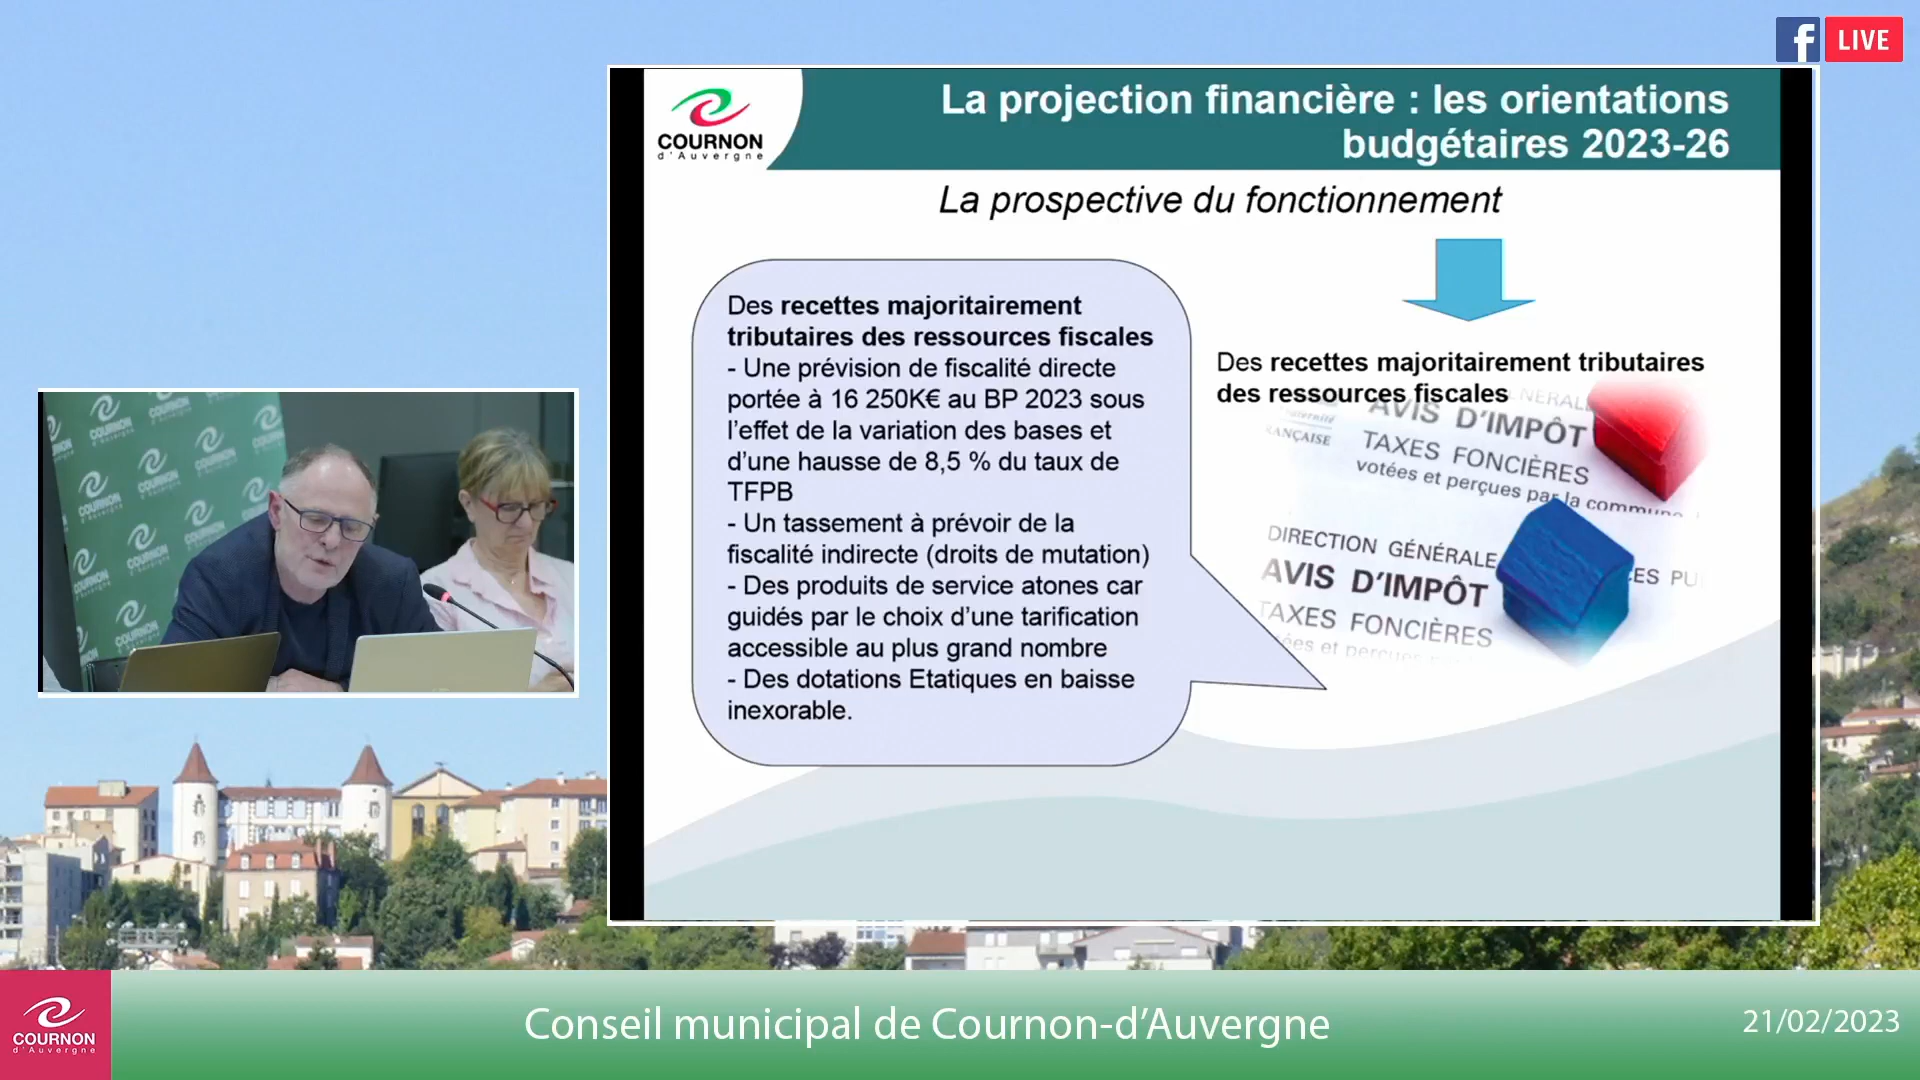 LIVE
COURNON
d'Auvergne
La projection financière : les orientations
budgétaires 2023-26
La prospective du fonctionnement
Des recettes majoritairement
tributaires des ressources fiscales
- Une prévision de fiscalité directe
portée à 16 250K€ au BP 2023 sous
l'effet de la variation des bases et
d'une hausse de 8,5 % du taux de
TFPB
- Un tassement à prévoir de la
fiscalité indirecte (droits de mutation)
- Des produits de service atones car
guidés par le choix d'une tarification
accessible au plus grand nombre
- Des dotations Etatiques en baisse
inexorable.
Des recettes majoritairement tributaires
des ressources fiscales
AVIS D'IMPÔT
TAXES FONCIÈRES
votées et perçues par la commune
DIRECTION GÉNÉRALE
AVIS D'IMPÔT
TAXES FONCIÈRES
COURNON
COURNON
COURNON
COURNON
COURNON
d'Auvergne
Conseil municipal de Cournon-d'Auvergne
21/02/2023